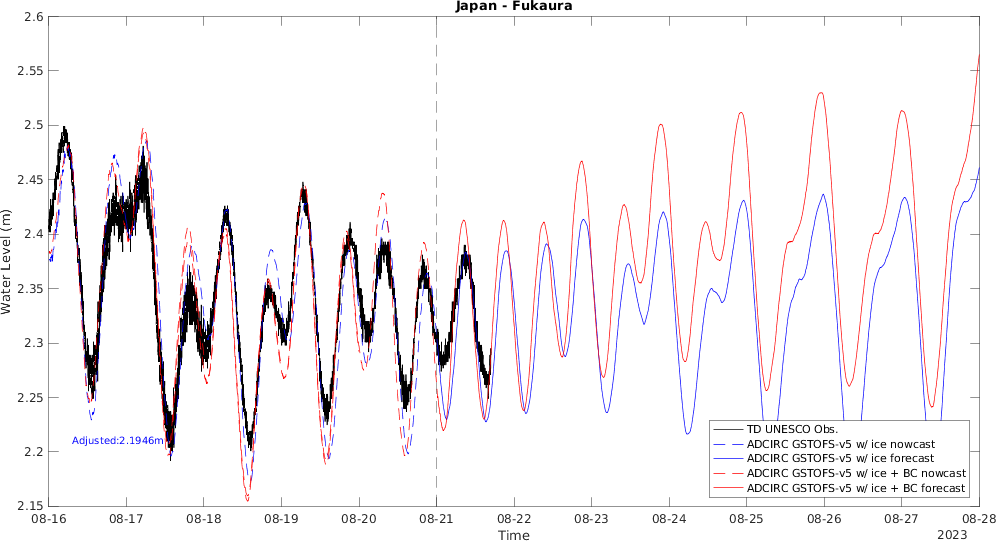 Japan - Fukaura
2.6
2.55
2.5
2.45
2.4
2.35
2.3
2.25
2.2
2.15
Water Level (m)
Adjusted:2.1946m
TD UNESCO Obs.
ADCIRC GSTOFS-v5 w/ ice nowcast
ADCIRC GSTOFS-v5 w/ ice forecast
ADCIRC GSTOFS-v5 w/ ice + BC nowcast
ADCIRC GSTOFS-v5 w/ ice + BC forecast
08-16 08-17 08-18 08-19 08-20 08-21 08-22 08-23 08-24 08-25 08-26 08-27 08-28
Time
2023